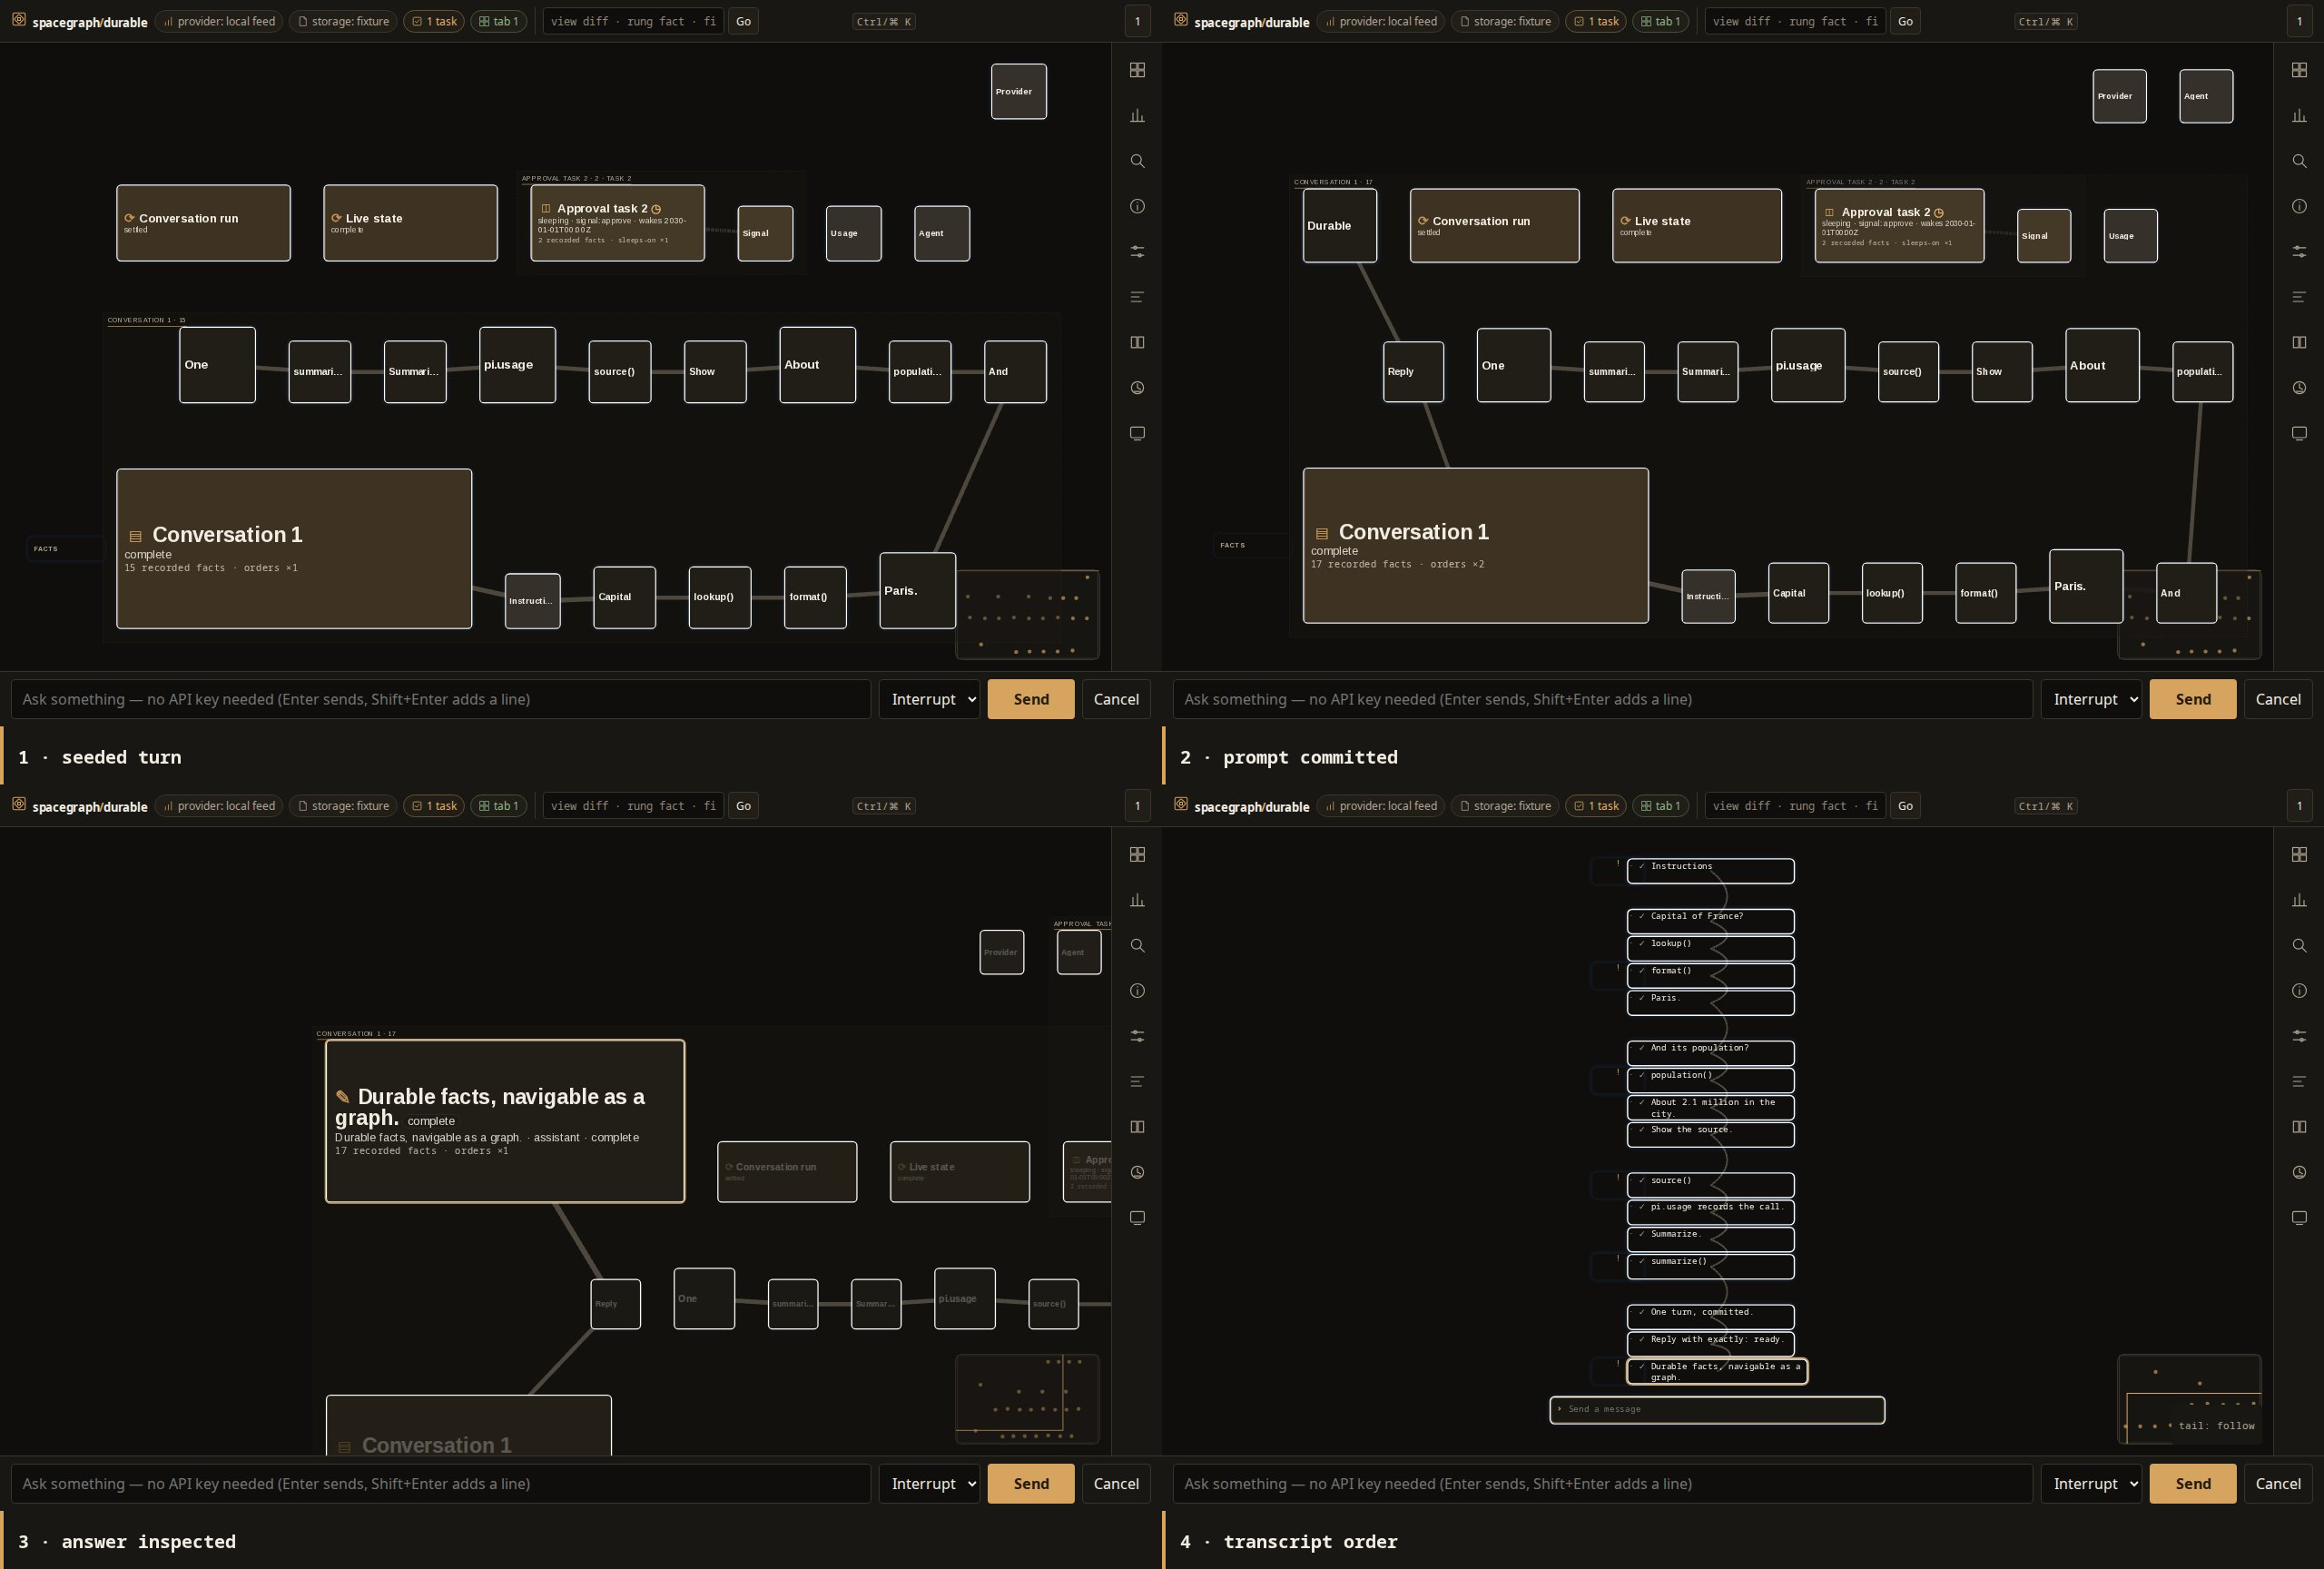 spacegraph/durable provider: local feed storage: fixture 1 task tab 1 view diff · rung fact · fi Go Ctrl/⌘ K 1
Provider
APPROVAL TASK 2 · 2 · TASK 2
Conversation run
settled
Live state
complete
Approval task 2
sleeping · signal: approve · wakes 2030-
01-01T00:00Z
2 recorded facts · sleeps-on ×1
Signal
Usage
Agent
CONVERSATION 1 · 15
One
summari…
Summari…
pi.usage
source()
Show
About
populati…
And
FACTS
Conversation 1
complete
15 recorded facts · orders ×1
Instructi…
Capital
lookup()
format()
Paris.
Ask something — no API key needed (Enter sends, Shift+Enter adds a line) Interrupt Send Cancel
1 · seeded turn
spacegraph/durable provider: local feed storage: fixture 1 task tab 1 view diff · rung fact · fi Go Ctrl/⌘ K 1
Provider
Agent
CONVERSATION 1 · 17
APPROVAL TASK 2 · 2 · TASK 2
Durable
Conversation run
settled
Live state
complete
Approval task 2
sleeping · signal: approve · wakes 2030-01-
01T00:00Z
2 recorded facts · sleeps-on ×1
Signal
Usage
Reply
One
summari…
Summari…
pi.usage
source()
Show
About
populati…
FACTS
Conversation 1
complete
17 recorded facts · orders ×2
Instructi…
Capital
lookup()
format()
Paris.
And
Ask something — no API key needed (Enter sends, Shift+Enter adds a line) Interrupt Send Cancel
2 · prompt committed
spacegraph/durable provider: local feed storage: fixture 1 task tab 1 view diff · rung fact · fi Go Ctrl/⌘ K 1
APPROVAL TASK
Provider
Agent
CONVERSATION 1 · 17
Durable facts, navigable as a
graph. complete
Durable facts, navigable as a graph. · assistant · complete
17 recorded facts · orders ×1
Conversation run
settled
Live state
complete
Appro
2 recorded
Reply
One
summari…
Summar…
pi.usage
source()
Conversation 1
Ask something — no API key needed (Enter sends, Shift+Enter adds a line) Interrupt Send Cancel
3 · answer inspected
spacegraph/durable provider: local feed storage: fixture 1 task tab 1 view diff · rung fact · fi Go Ctrl/⌘ K 1
! ✓ Instructions
✓ Capital of France?
✓ lookup()
! ✓ format()
✓ Paris.
✓ And its population?
! ✓ population()
✓ About 2.1 million in the
city.
✓ Show the source.
! ✓ source()
✓ pi.usage records the call.
✓ Summarize.
! ✓ summarize()
✓ One turn, committed.
✓ Reply with exactly: ready.
! ✓ Durable facts, navigable as a
graph.
› Send a message
tail: follow
Ask something — no API key needed (Enter sends, Shift+Enter adds a line) Interrupt Send Cancel
4 · transcript order